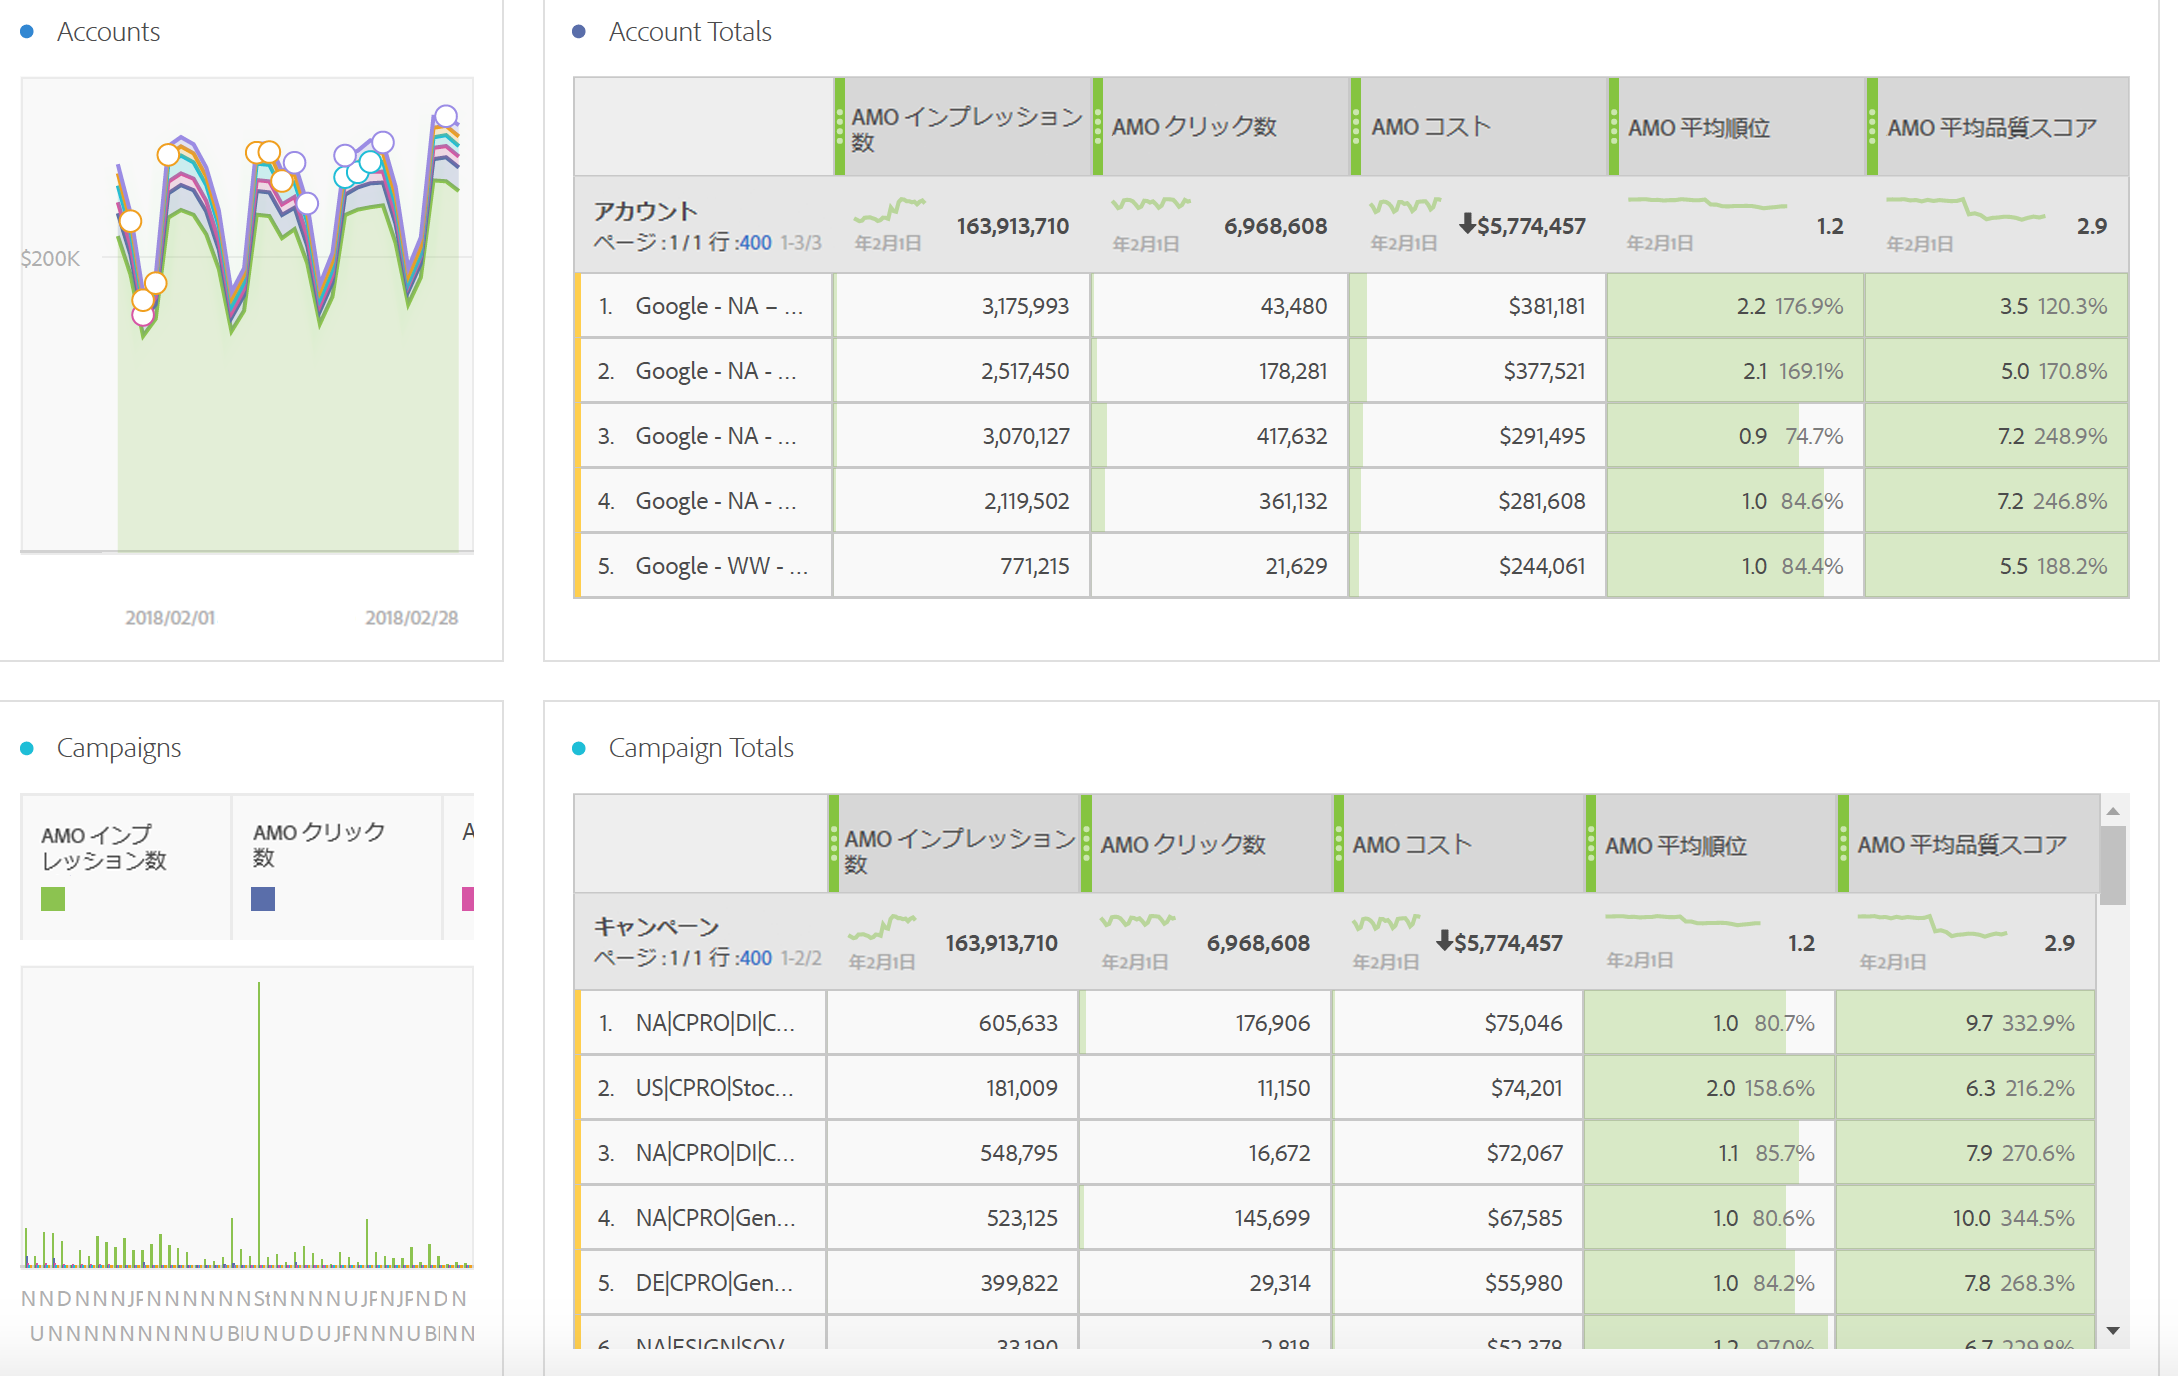 Accounts
$200K
2018/02/01 2018/02/28
Account Totals
AMO インプレッション数 AMO クリック数 AMO コスト AMO 平均順位 AMO 平均品質スコア
アカウント
ページ:1/1 行:400 1-3/3
年2月1日 163,913,710 年2月1日 6,968,608 年2月1日 $5,774,457 年2月1日 1.2 年2月1日 2.9
1. Google - NA – ... 3,175,993 43,480 $381,181 2.2 176.9% 3.5 120.3%
2. Google - NA - ... 2,517,450 178,281 $377,521 2.1 169.1% 5.0 170.8%
3. Google - NA - ... 3,070,127 417,632 $291,495 0.9 74.7% 7.2 248.9%
4. Google - NA - ... 2,119,502 361,132 $281,608 1.0 84.6% 7.2 246.8%
5. Google - WW - ... 771,215 21,629 $244,061 1.0 84.4% 5.5 188.2%
Campaigns
AMO インプ
レッション数
AMO クリック
数
A
Campaign Totals
AMO インプレッション数 AMO クリック数 AMO コスト AMO 平均順位 AMO 平均品質スコア
キャンペーン
ページ:1/1 行:400 1-2/2
年2月1日 163,913,710 年2月1日 6,968,608 年2月1日 $5,774,457 年2月1日 1.2 年2月1日 2.9
1. NA|CPRO|DI|C... 605,633 176,906 $75,046 1.0 80.7% 9.7 332.9%
2. US|CPRO|Stoc... 181,009 11,150 $74,201 2.0 158.6% 6.3 216.2%
3. NA|CPRO|DI|C... 548,795 16,672 $72,067 1.1 85.7% 7.9 270.6%
4. NA|CPRO|Gen... 523,125 145,699 $67,585 1.0 80.6% 10.0 344.5%
5. DE|CPRO|Gen... 399,822 29,314 $55,980 1.0 84.2% 7.8 268.3%
6 NA|ESIGN|SOV 33,190 2,818 $52,378 1.2 97.0% 6.7 229.8%